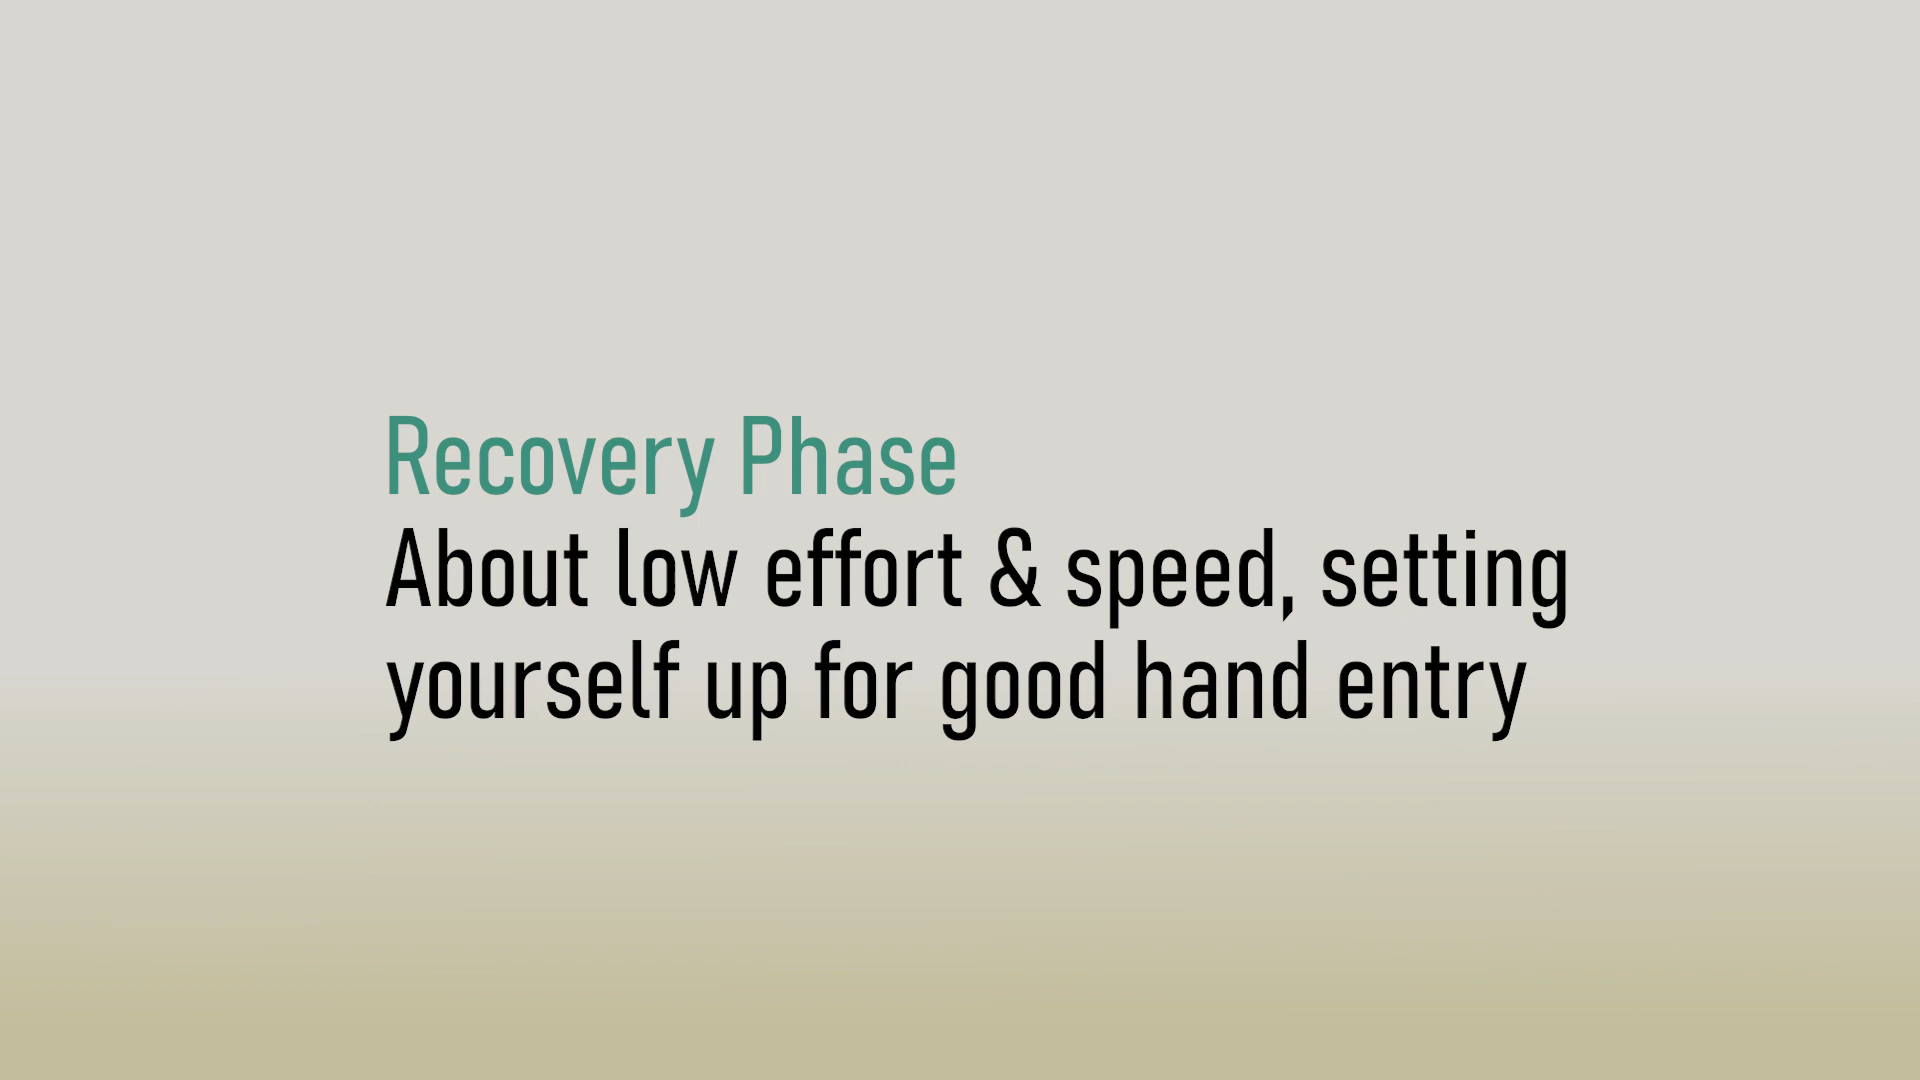 Recovery Phase
About low effort & speed, setting
yourself up for good hand entry